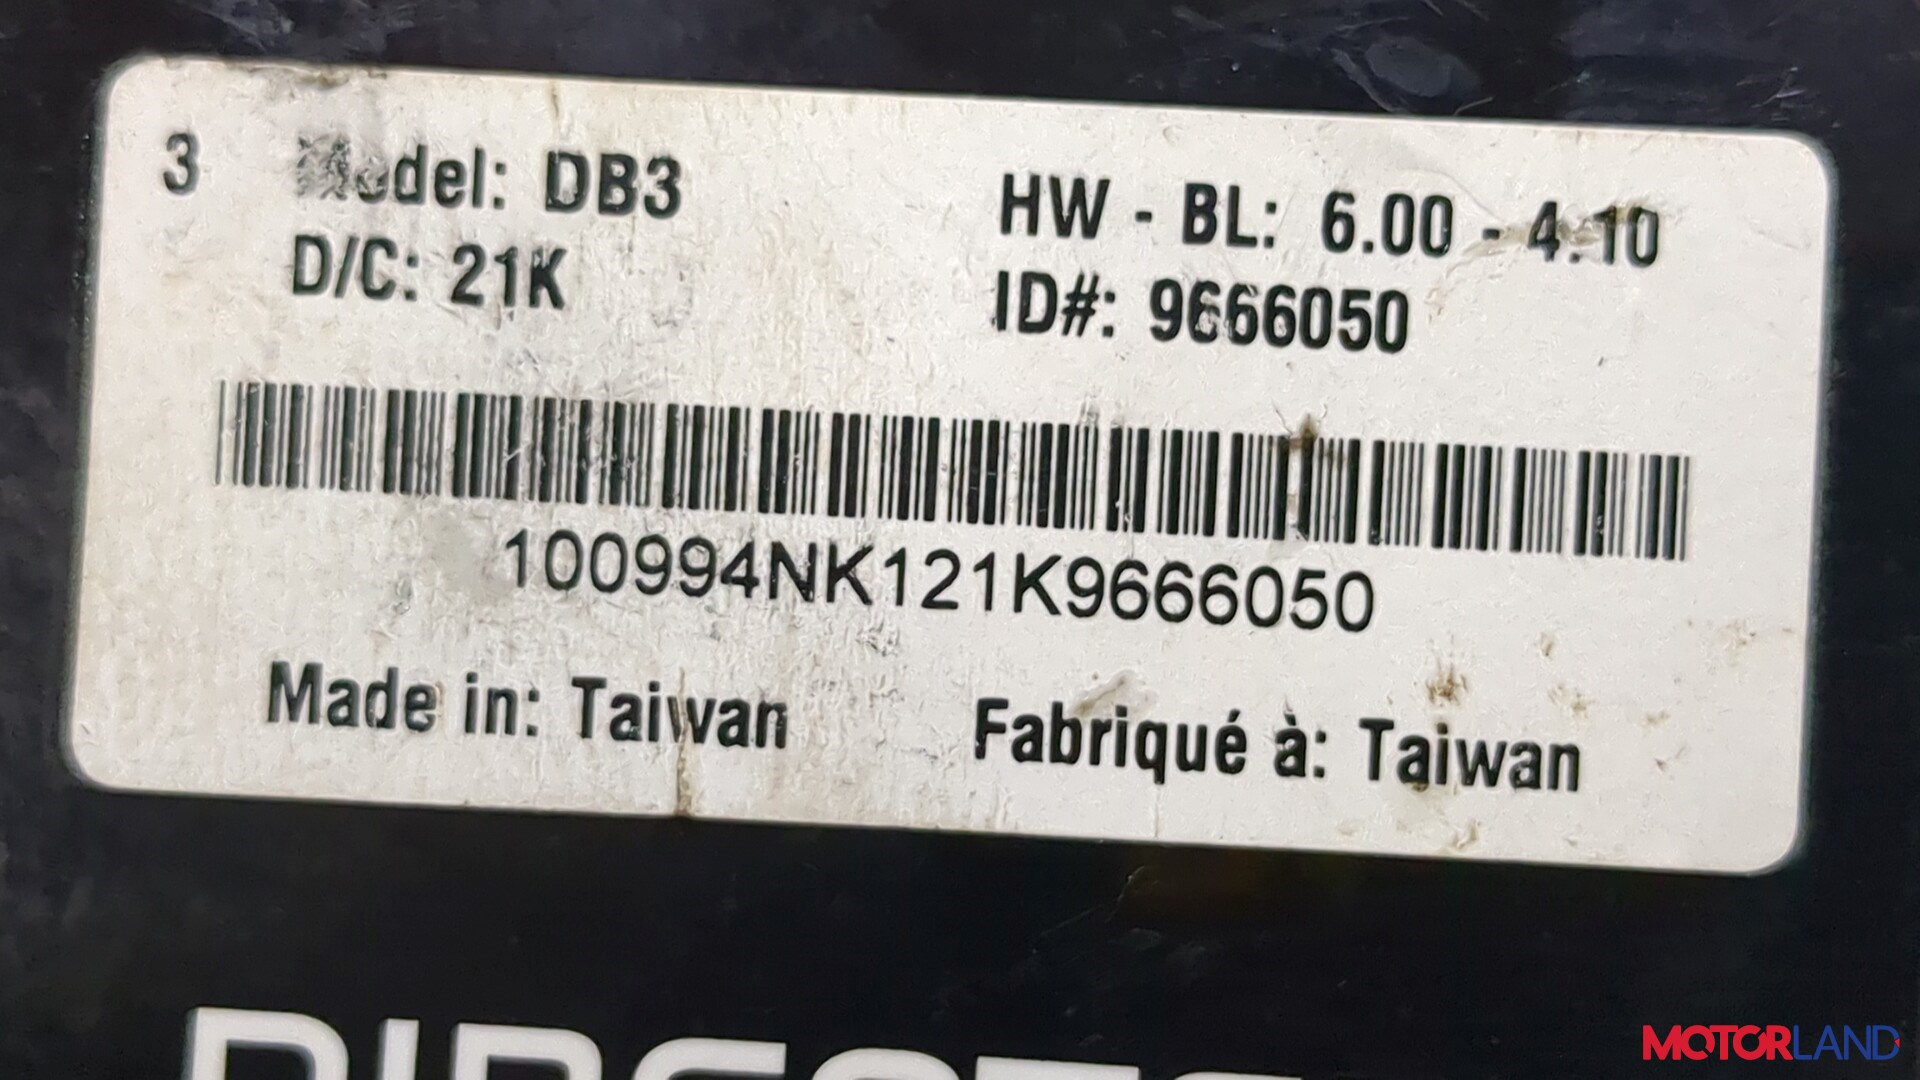 3 Model: DB3 HW - BL: 6.00 - 4.10
D/C: 21K ID#: 9666050
100994NK121K9666050
Made in: Taiwan Fabriqué à: Taiwan
MOTORLAND